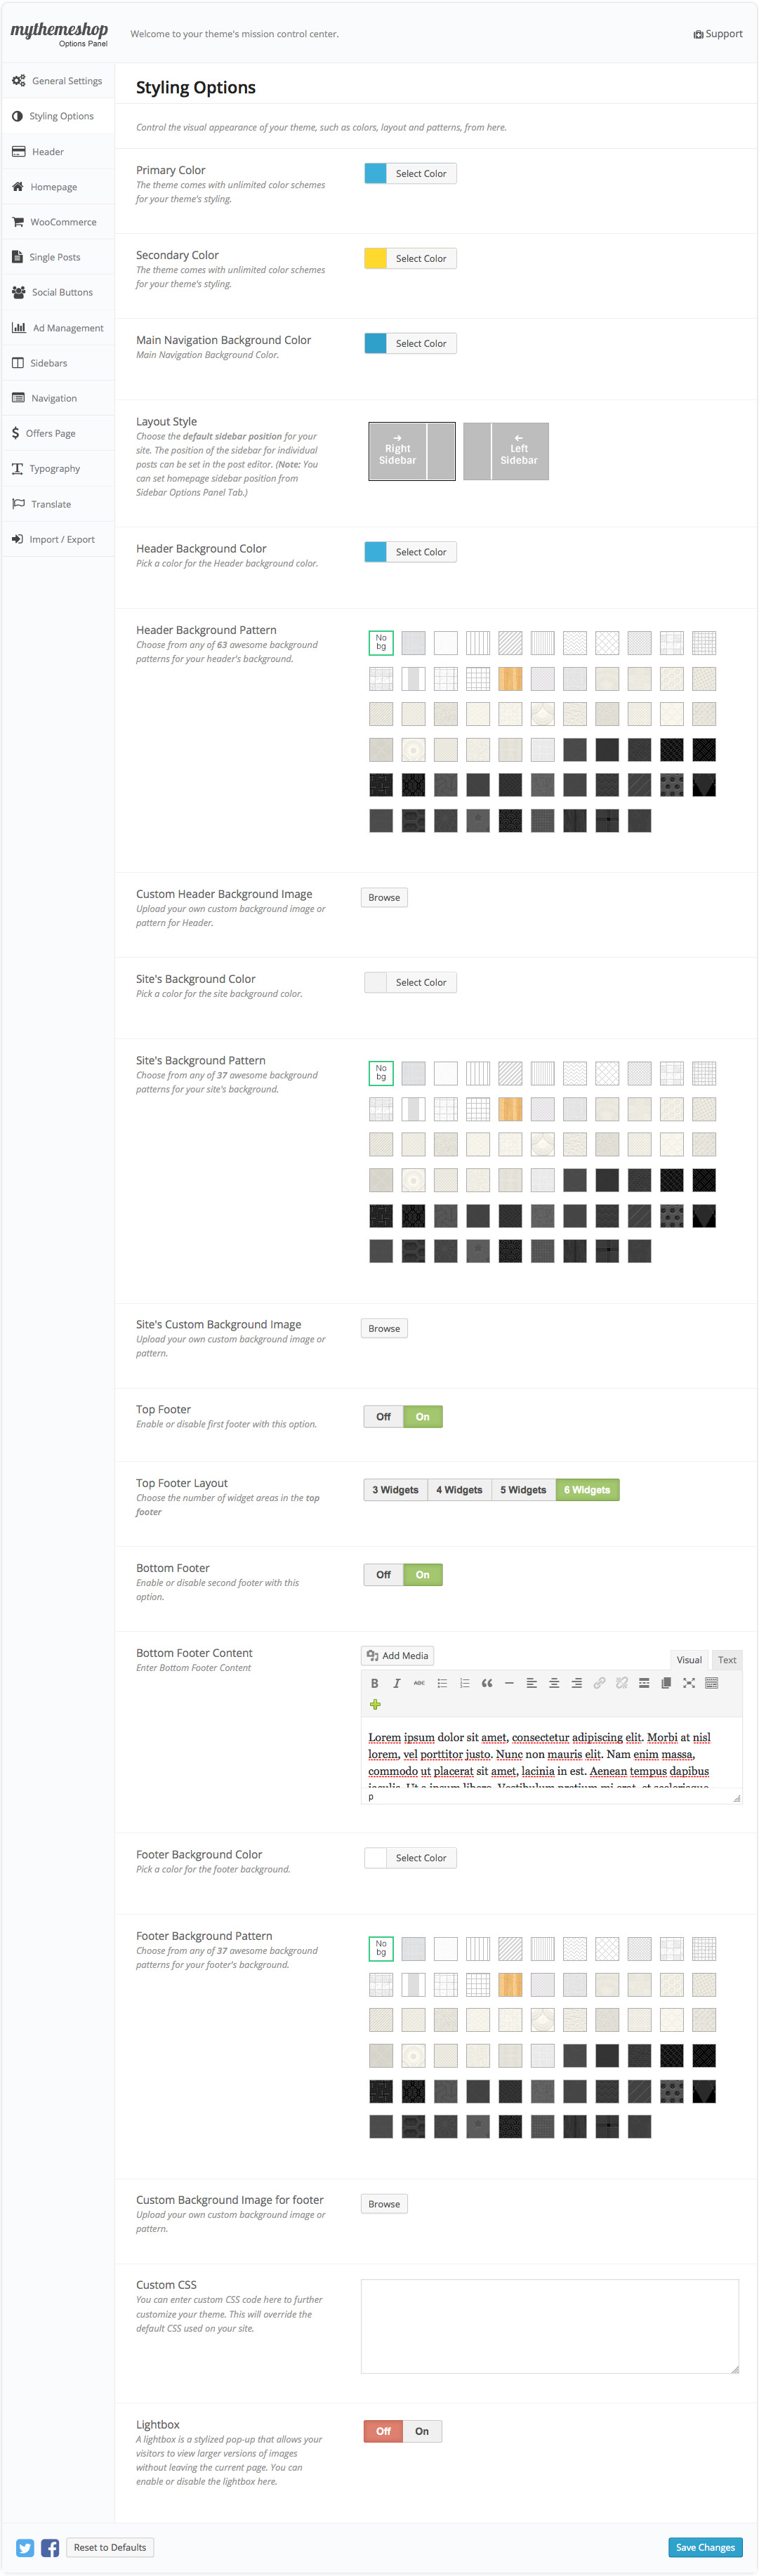 mythemeshop
Options Panel
Welcome to your theme's mission control center.
Support
General Settings
Styling Options
Header
Homepage
WooCommerce
Single Posts
Social Buttons
Ad Management
Sidebars
Navigation
Offers Page
Typography
Translate
Import / Export
Styling Options
Control the visual appearance of your theme, such as colors, layout and patterns, from here.
Primary Color
The theme comes with unlimited color schemes
for your theme's styling.
Select Color
Secondary Color
The theme comes with unlimited color schemes
for your theme's styling.
Select Color
Main Navigation Background Color
Main Navigation Background Color.
Select Color
Layout Style
Choose the default sidebar position for your
site. The position of the sidebar for individual
posts can be set in the post editor. (Note: You
can set homepage sidebar position from
Sidebar Options Panel Tab.)
Right
Sidebar
Left
Sidebar
Header Background Color
Pick a color for the Header background color.
Select Color
Header Background Pattern
Choose from any of 63 awesome background
patterns for your header's background.
No
bg
Custom Header Background Image
Upload your own custom background image or
pattern for Header.
Browse
Site's Background Color
Pick a color for the site background color.
Select Color
Site's Background Pattern
Choose from any of 37 awesome background
patterns for your site's background.
No
bg
Site's Custom Background Image
Upload your own custom background image or
pattern.
Browse
Top Footer
Enable or disable first footer with this option.
Off On
Top Footer Layout
Choose the number of widget areas in the top
footer
3 Widgets 4 Widgets 5 Widgets 6 Widgets
Bottom Footer
Enable or disable second footer with this
option.
Off On
Bottom Footer Content
Enter Bottom Footer Content
Add Media
Visual Text
B I ABC
Lorem ipsum dolor sit amet, consectetur adipiscing elit. Morbi at nisl
lorem, vel porttitor justo. Nunc non mauris elit. Nam enim massa,
commodo ut placerat sit amet, lacinia in est. Aenean tempus dapibus
iaculis. Ut a ipsum libero. Vestibulum pretium mi erat, et scelerisque
p
Footer Background Color
Pick a color for the footer background.
Select Color
Footer Background Pattern
Choose from any of 37 awesome background
patterns for your footer's background.
No
bg
Custom Background Image for footer
Upload your own custom background image or
pattern.
Browse
Custom CSS
You can enter custom CSS code here to further
customize your theme. This will override the
default CSS used on your site.
Lightbox
A lightbox is a stylized pop-up that allows your
visitors to view larger versions of images
without leaving the current page. You can
enable or disable the lightbox here.
Off On
Reset to Defaults
Save Changes